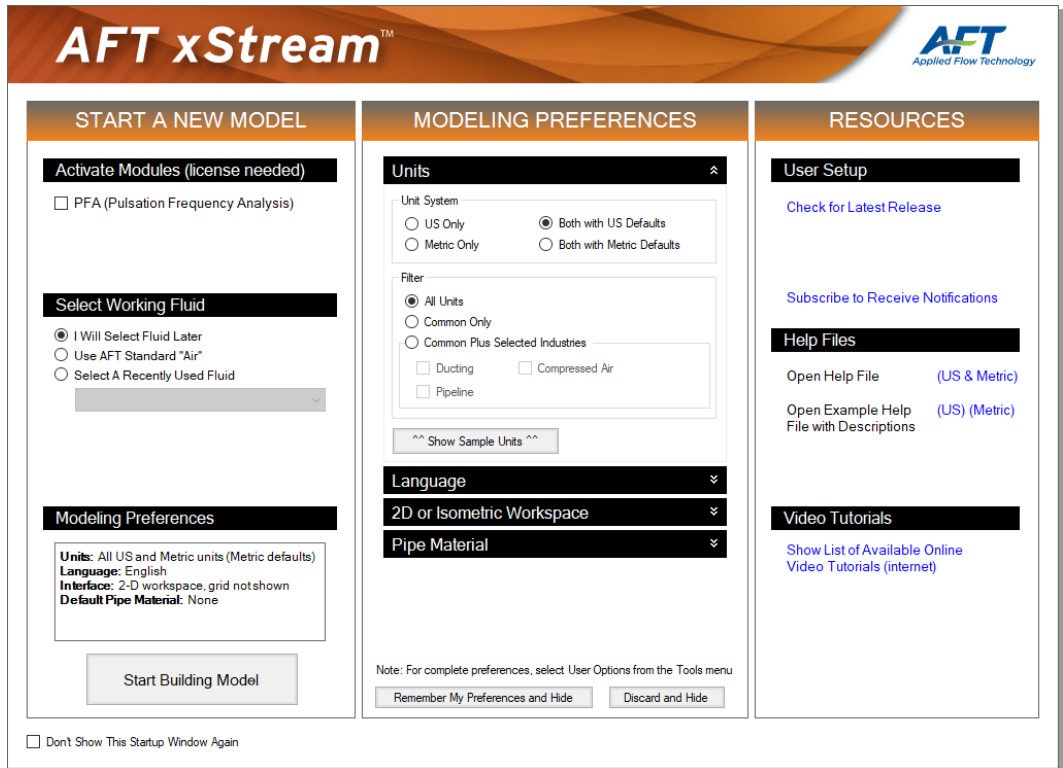 AFT xStream™
AFT
Applied Flow Technology
START A NEW MODEL
Activate Modules (license needed)
PFA (Pulsation Frequency Analysis)
Select Working Fluid
I Will Select Fluid Later
Use AFT Standard "Air"
Select A Recently Used Fluid
Modeling Preferences
Units: All US and Metric units (Metric defaults)
Language: English
Interface: 2-D workspace, grid not shown
Default Pipe Material: None
Start Building Model
MODELING PREFERENCES
Units
Unit System
US Only
Both with US Defaults
Metric Only
Both with Metric Defaults
Filter
All Units
Common Only
Common Plus Selected Industries
Ducting
Compressed Air
Pipeline
^^ Show Sample Units ^^
Language
2D or Isometric Workspace
Pipe Material
Note: For complete preferences, select User Options from the Tools menu
Remember My Preferences and Hide
Discard and Hide
RESOURCES
User Setup
Check for Latest Release
Subscribe to Receive Notifications
Help Files
Open Help File (US & Metric)
Open Example Help (US) (Metric)
File with Descriptions
Video Tutorials
Show List of Available Online
Video Tutorials (internet)
Don't Show This Startup Window Again